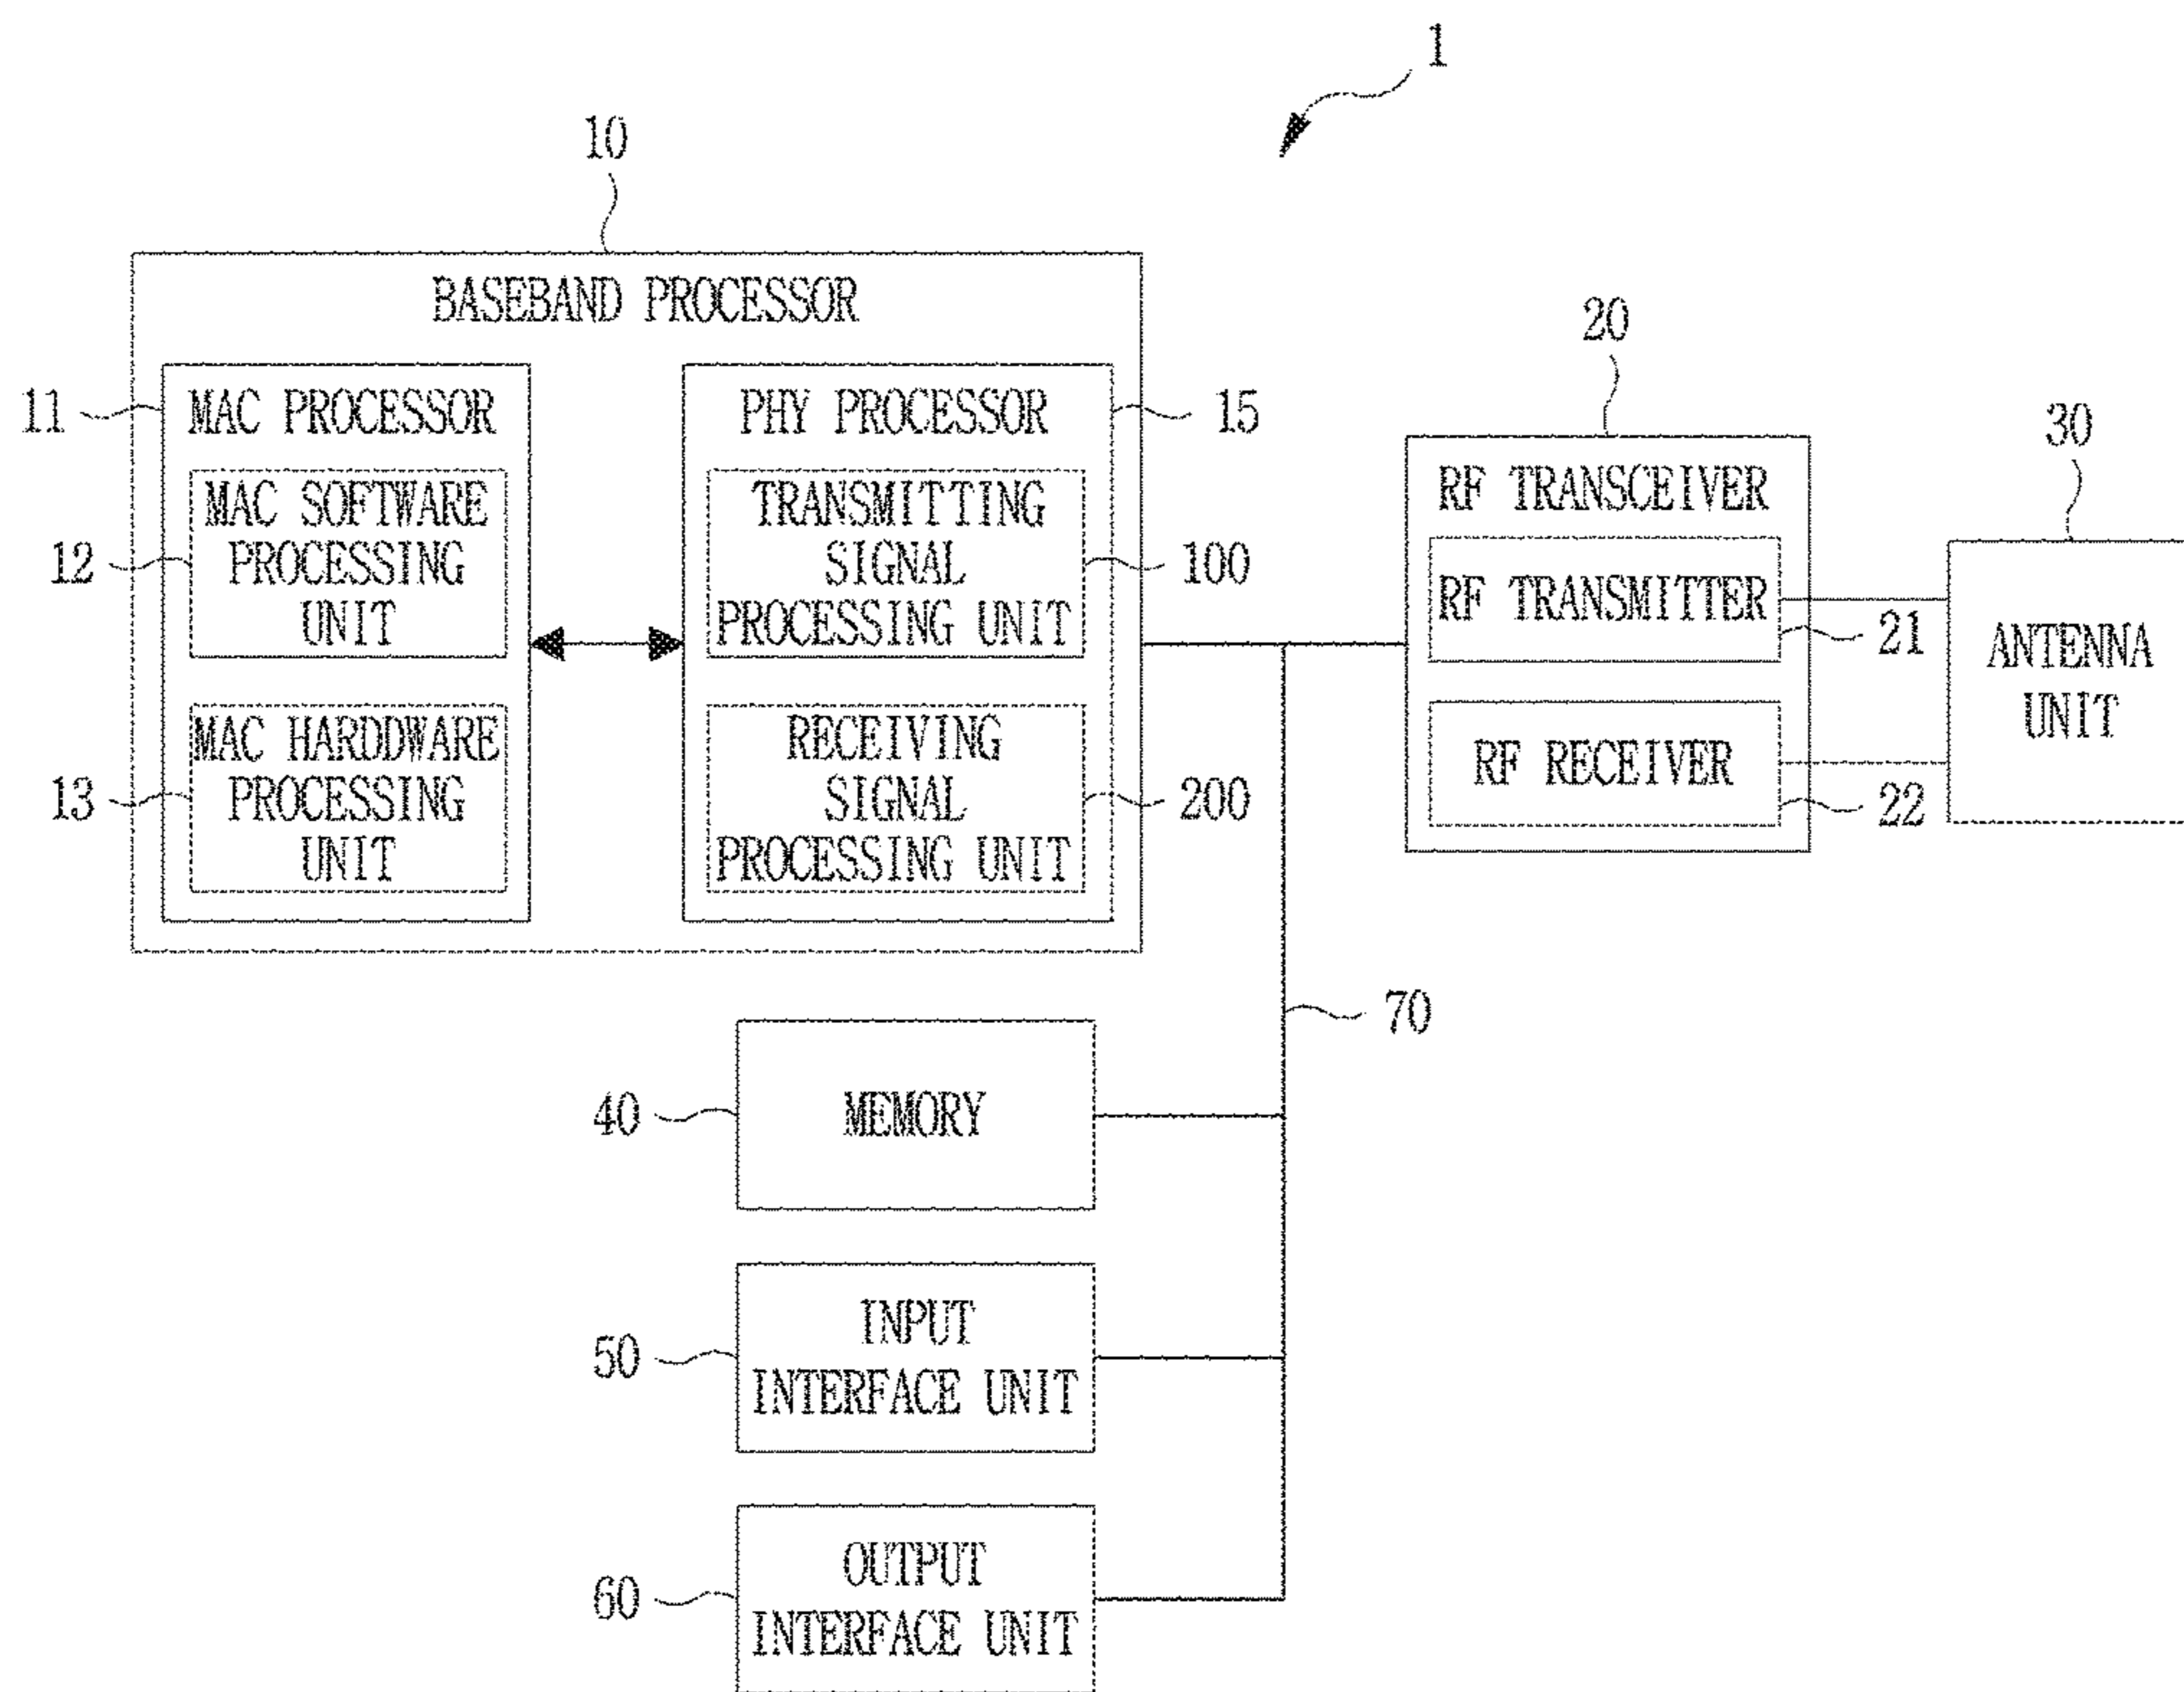 1
10
BASEBAND PROCESSOR
11
MAC PROCESSOR
12
MAC SOFTWARE
PROCESSING
UNIT
13
MAC HARDDWARE
PROCESSING
UNIT
PHY PROCESSOR
15
TRANSMITTING
SIGNAL
PROCESSING UNIT
100
RECEIVING
SIGNAL
PROCESSING UNIT
200
20
RF TRANSCEIVER
RF TRANSMITTER
21
RF RECEIVER
22
30
ANTENNA
UNIT
70
40
MEMORY
50
INPUT
INTERFACE UNIT
60
OUTPUT
INTERFACE UNIT